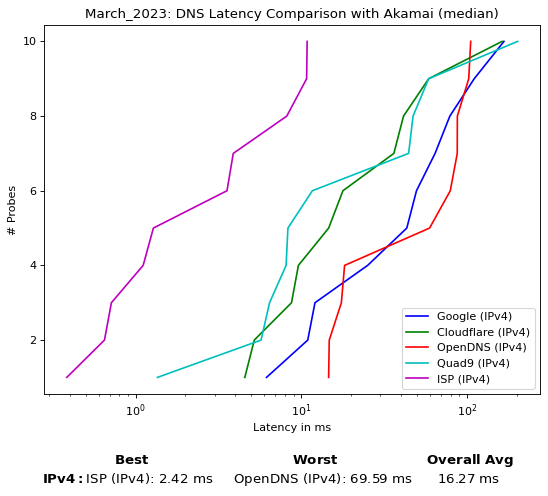 March_2023: DNS Latency Comparison with Akamai (median)
10
8
6
4
2
# Probes
Google (IPv4)
Cloudflare (IPv4)
OpenDNS (IPv4)
Quad9 (IPv4)
ISP (IPv4)
10⁰ 10¹ 10²
Latency in ms
Best Worst Overall Avg
IPv4: ISP (IPv4): 2.42 ms OpenDNS (IPv4): 69.59 ms 16.27 ms